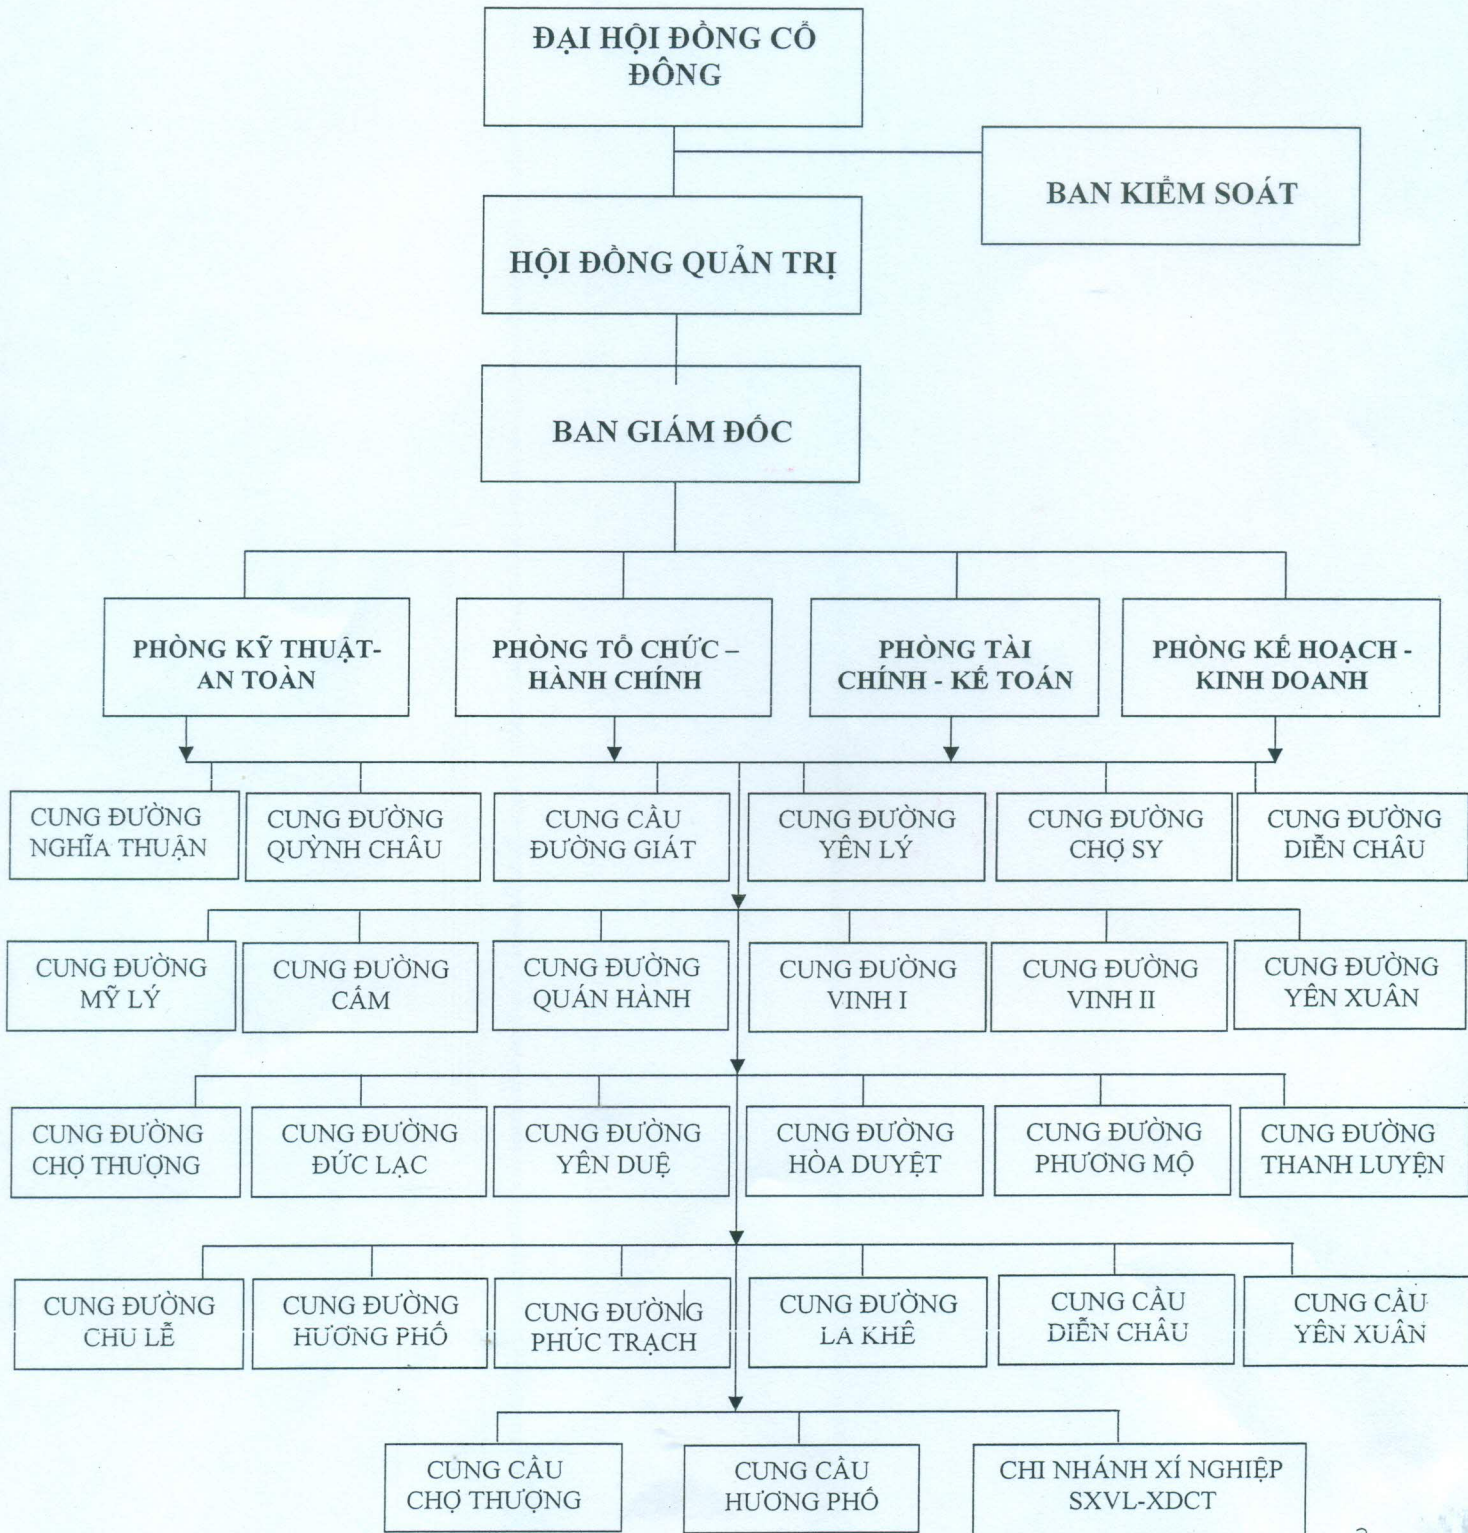 ĐẠI HỘI ĐỒNG CỔ
ĐÔNG
BAN KIỂM SOÁT
HỘI ĐỒNG QUẢN TRỊ
BAN GIÁM ĐỐC
PHÒNG KỸ THUẬT-
AN TOÀN
PHÒNG TỔ CHỨC –
HÀNH CHÍNH
PHÒNG TÀI
CHÍNH - KẾ TOÁN
PHÒNG KẾ HOẠCH -
KINH DOANH
CUNG ĐƯỜNG
NGHĨA THUẬN
CUNG ĐƯỜNG
QUỲNH CHÂU
CUNG CẦU
ĐƯỜNG GIÁT
CUNG ĐƯỜNG
YÊN LÝ
CUNG ĐƯỜNG
CHỢ SY
CUNG ĐƯỜNG
DIỄN CHÂU
CUNG ĐƯỜNG
MỸ LÝ
CUNG ĐƯỜNG
CẤM
CUNG ĐƯỜNG
QUÁN HÀNH
CUNG ĐƯỜNG
VINH I
CUNG ĐƯỜNG
VINH II
CUNG ĐƯỜNG
YÊN XUÂN
CUNG ĐƯỜNG
CHỢ THƯỢNG
CUNG ĐƯỜNG
ĐỨC LẠC
CUNG ĐƯỜNG
YÊN DUỆ
CUNG ĐƯỜNG
HÒA DUYỆT
CUNG ĐƯỜNG
PHƯƠNG MỘ
CUNG ĐƯỜNG
THANH LUYỆN
CUNG ĐƯỜNG
CHU LỄ
CUNG ĐƯỜNG
HƯƠNG PHỐ
CUNG ĐƯỜNG
PHÚC TRẠCH
CUNG ĐƯỜNG
LA KHÊ
CUNG CẦU
DIỄN CHÂU
CUNG CẦU
YÊN XUÂN
CUNG CẦU
CHỢ THƯỢNG
CUNG CẦU
HƯƠNG PHỐ
CHI NHÁNH XÍ NGHIỆP
SXVL-XDCT